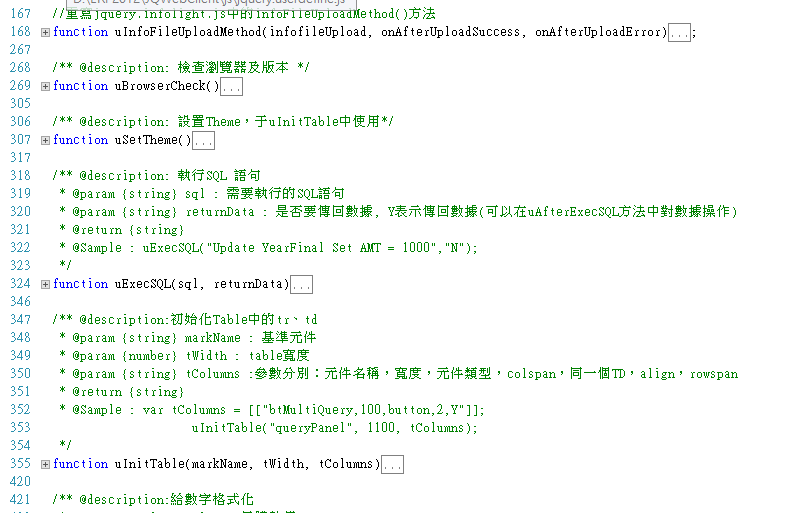 D:\ERP2012\JQWebClient\js\jquery.userdefine.js
167 //重寫jquery.infolight.js中的infoFileUploadMethod()方法
168 function uInfoFileUploadMethod(infofileUpload, onAfterUploadSuccess, onAfterUploadError)...;
267
268 /** @description: 檢查瀏覽器及版本 */
269 function uBrowserCheck()...
305
306 /** @description: 設置Theme，于uInitTable中使用*/
307 function uSetTheme()...
317
318 /** @description: 執行SQL 語句
319 * @param {string} sql : 需要執行的SQL語句
320 * @param {string} returnData : 是否要傳回數據, Y表示傳回數據(可以在uAfterExecSQL方法中對數據操作)
321 * @return {string}
322 * @Sample : uExecSQL("Update YearFinal Set AMT = 1000","N");
323 */
324 function uExecSQL(sql, returnData)...
346
347 /** @description:初始化Table中的tr、td
348 * @param {string} markName : 基準元件
349 * @param {number} tWidth : table寬度
350 * @param {string} tColumns :參數分別：元件名稱，寬度，元件類型，colspan，同一個TD，align，rowspan
351 * @return {string}
352 * @Sample : var tColumns = [["btMultiQuery,100,button,2,Y"]];
353 uInitTable("queryPanel", 1100, tColumns);
354 */
355 function uInitTable(markName, tWidth, tColumns)...
420
421 /** @description:給數字格式化